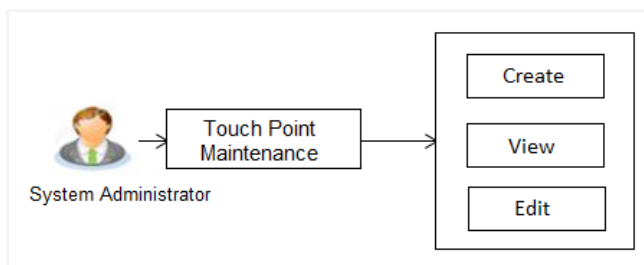 System Administrator
Touch Point
Maintenance
Create
View
Edit